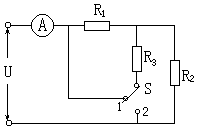 A R₁
U R₃ S R₂
1 2